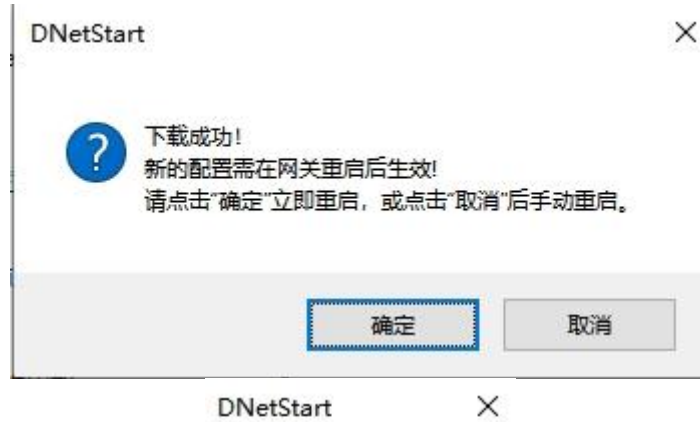 DNetStart
下载成功!
新的配置需在网关重启后生效!
请点击"确定"立即重启，或点击"取消"后手动重启。
确定
取消
DNetStart